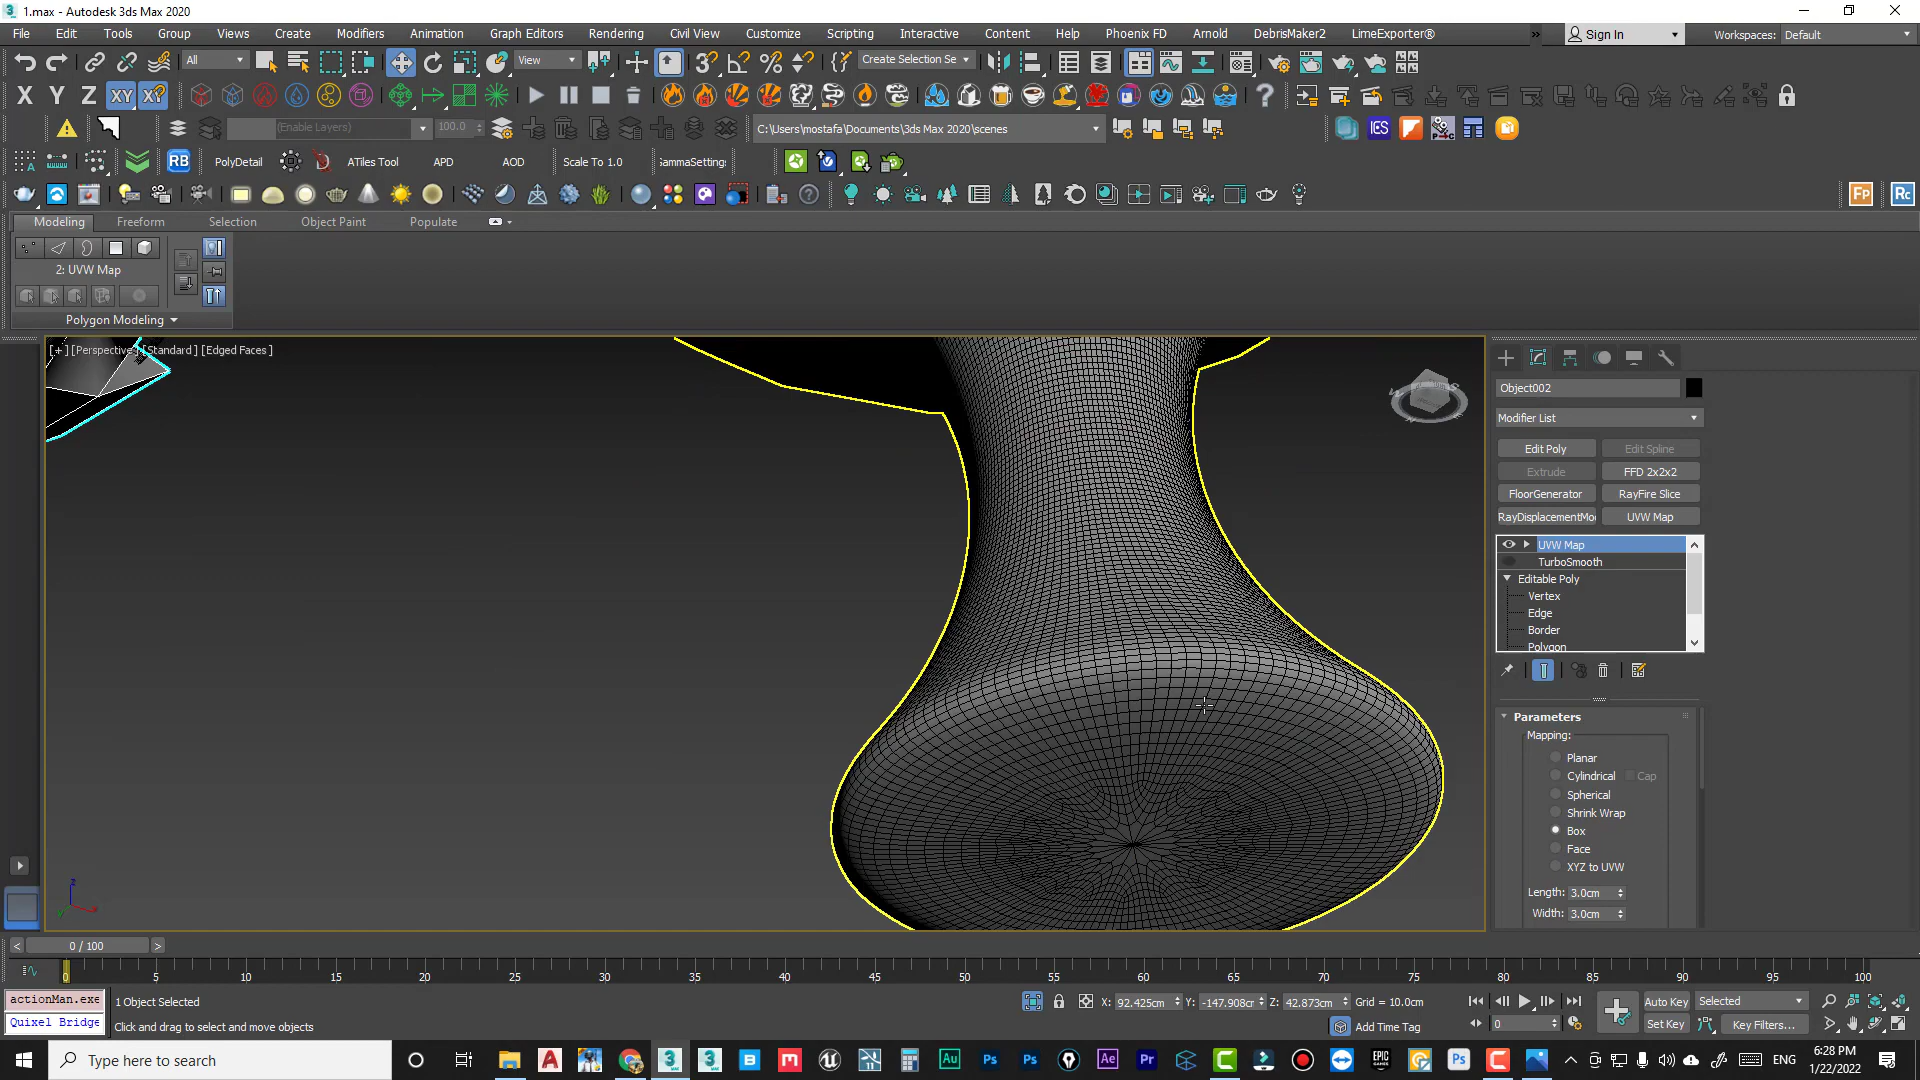 1.max - Autodesk 3ds Max 2020
File Edit Tools Group Views Create Modifiers Animation Graph Editors Rendering Civil View Customize Scripting Interactive Content Help Phoenix FD Arnold DebrisMaker2 LimeExporter® Sign In Workspaces: Default
All View Create Selection Se
X Y Z XY XY
(Enable Layers) 100.0 C:\Users\mostafa\Documents\3ds Max 2020\scenes IES
RB PolyDetail ATiles Tool APD AOD Scale To 1.0 GammaSetting
Fp Rc
Modeling Freeform Selection Object Paint Populate
2: UVW Map
Polygon Modeling
[+] [Perspective] [Standard] [Edged Faces]
Object002
Modifier List
Edit Poly Edit Spline
Extrude FFD 2x2x2
FloorGenerator RayFire Slice
RayDisplacementMo UVW Map
UVW Map
TurboSmooth
Editable Poly
Vertex
Edge
Border
Polygon
Parameters
Mapping:
Planar
Cylindrical Cap
Spherical
Shrink Wrap
Box
Face
XYZ to UVW
Length: 3.0cm
Width: 3.0cm
< 0 / 100 >
0 5 10 15 20 25 30 35 40 45 50 55 60 65 70 75 80 85 90 95 100
actionMan.exe 1 Object Selected X: 92.425cm Y: -147.908cm Z: 42.873cm Grid = 10.0cm Auto Key Selected
Quixel Bridge Click and drag to select and move objects Add Time Tag 0 Set Key Key Filters...
Type here to search ENG 6:28 PM
1/22/2022